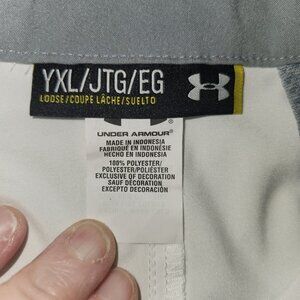 YXL/JTG/EG
LOOSE/COUPE LÂCHE/SUELTO
UNDER ARMOUR®
MADE IN INDONESIA
FABRIQUÉ EN INDONÉSIE
HECHO EN INDONESIA
100% POLYESTER/
POLYESTER/POLIÉSTER
EXCLUSIVE OF DECORATION
SAUF DÉCORATION
EXCEPTO DECORACIÓN